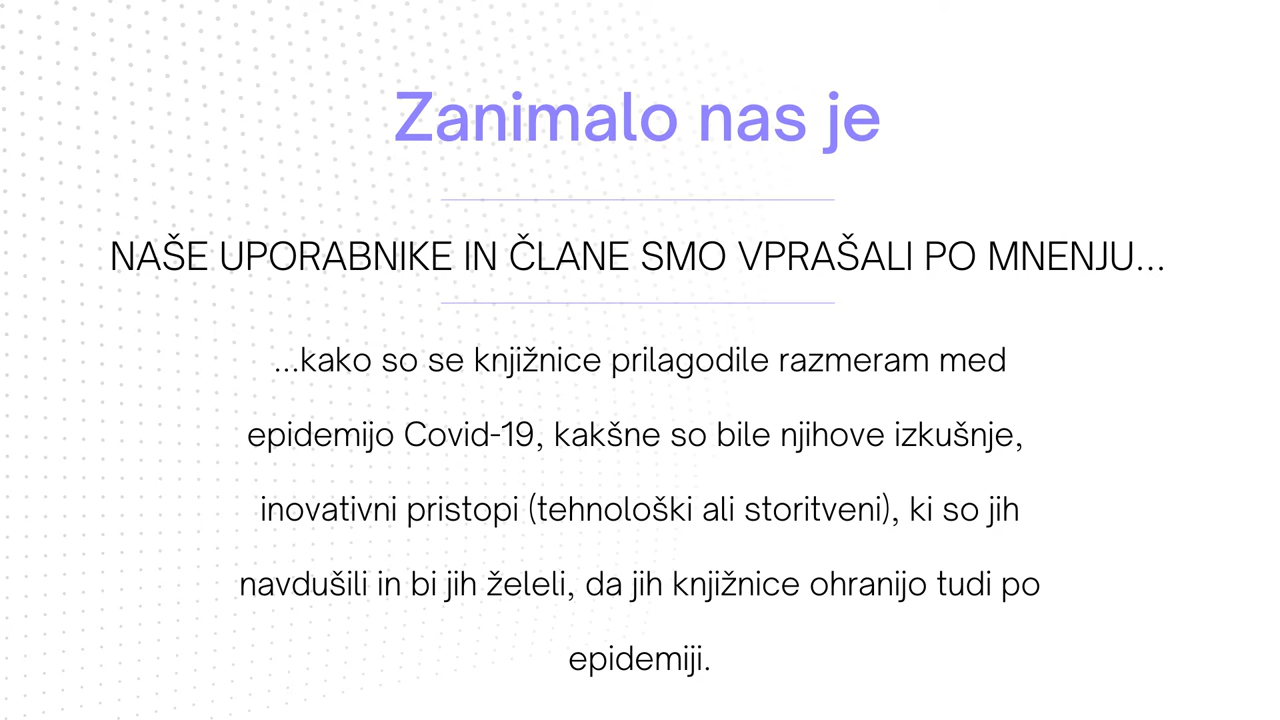 Zanimalo nas je
NAŠE UPORABNIKE IN ČLANE SMO VPRAŠALI PO MNENJU...
...kako so se knjižnice prilagodile razmeram med
epidemijo Covid-19, kakšne so bile njihove izkušnje,
inovativni pristopi (tehnološki ali storitveni), ki so jih
navdušili in bi jih želeli, da jih knjižnice ohranijo tudi po
epidemiji.